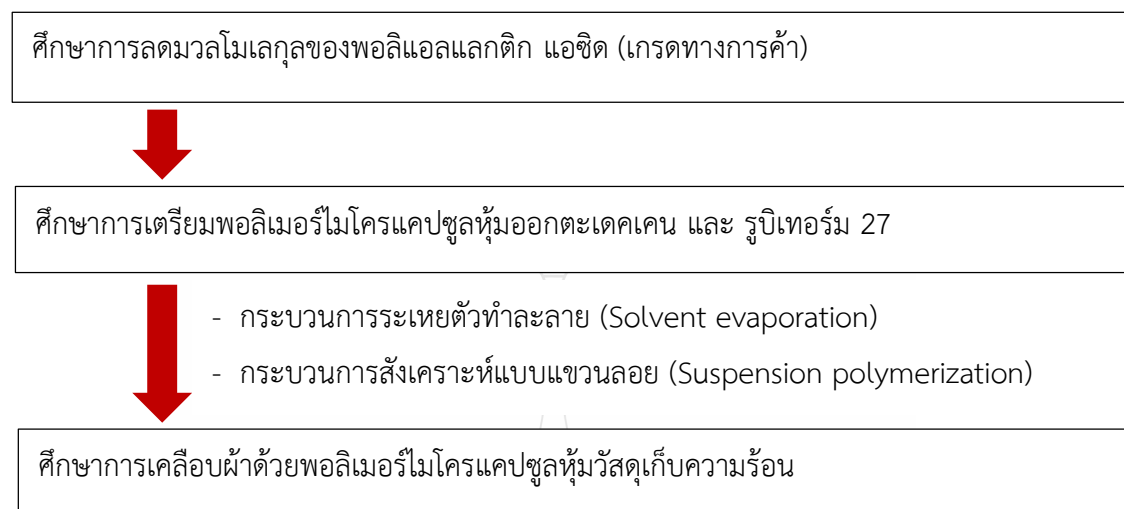 ศึกษาการลดมวลโมเลกุลของพอลิแอลแลกติก แอซิด (เกรดทางการค้า)
ศึกษาการเตรียมพอลิเมอร์ไมโครแคปซูลหุ้มออกตะเดคเคน และ รูบิเทอร์ม 27
- กระบวนการระเหยตัวทำละลาย (Solvent evaporation)
- กระบวนการสังเคราะห์แบบแขวนลอย (Suspension polymerization)
ศึกษาการเคลือบผ้าด้วยพอลิเมอร์ไมโครแคปซูลหุ้มวัสดุเก็บความร้อน